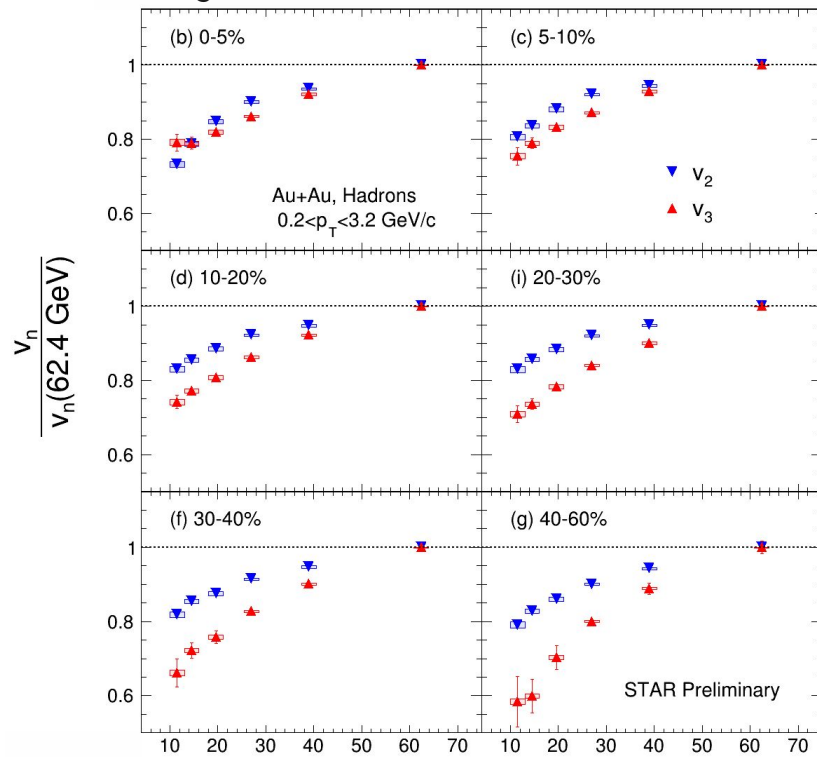 (b) 0-5%
(c) 5-10%
1
0.8
0.6
Au+Au, Hadrons
0.2<p_T<3.2 GeV/c
v_2
v_3
(d) 10-20%
(i) 20-30%
1
0.8
0.6
0.8
v_n
v_n(62.4 GeV)
(f) 30-40%
(g) 40-60%
1
0.8
0.6
STAR Preliminary
10 20 30 40 50 60 70
10 20 30 40 50 60 70